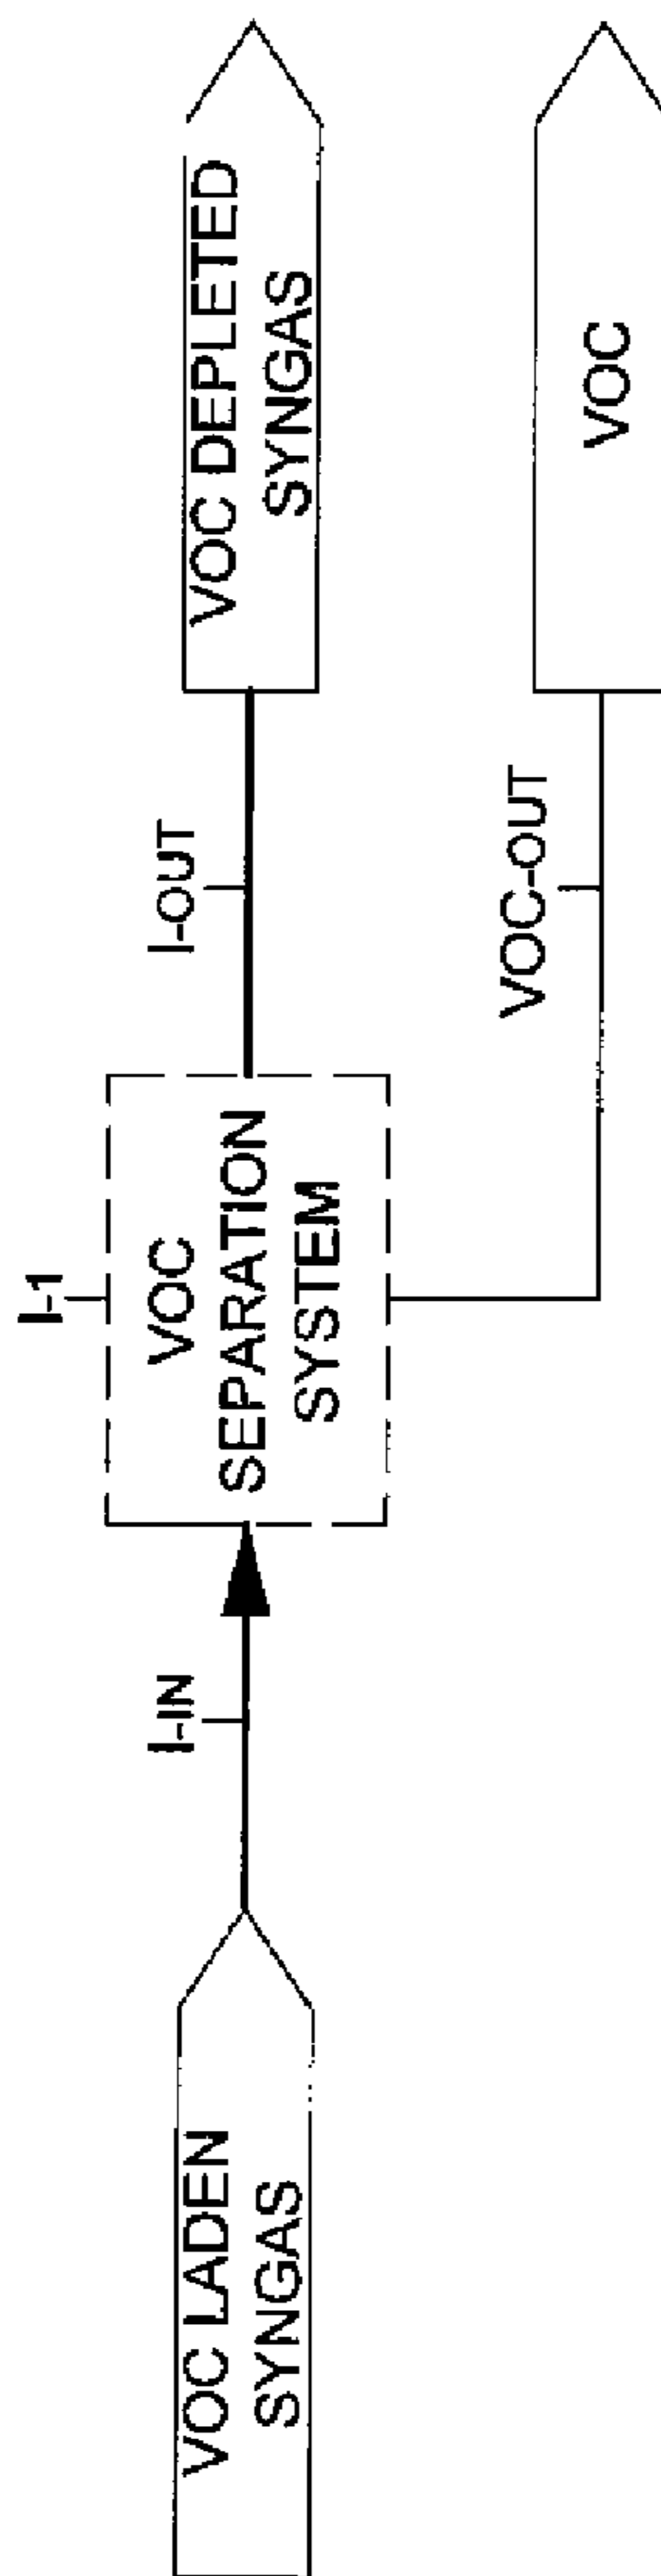 VOC LADEN
SYNGAS
I-IN
I-1
VOC
SEPARATION
SYSTEM
I-OUT
VOC DEPLETED
SYNGAS
VOC-OUT
VOC